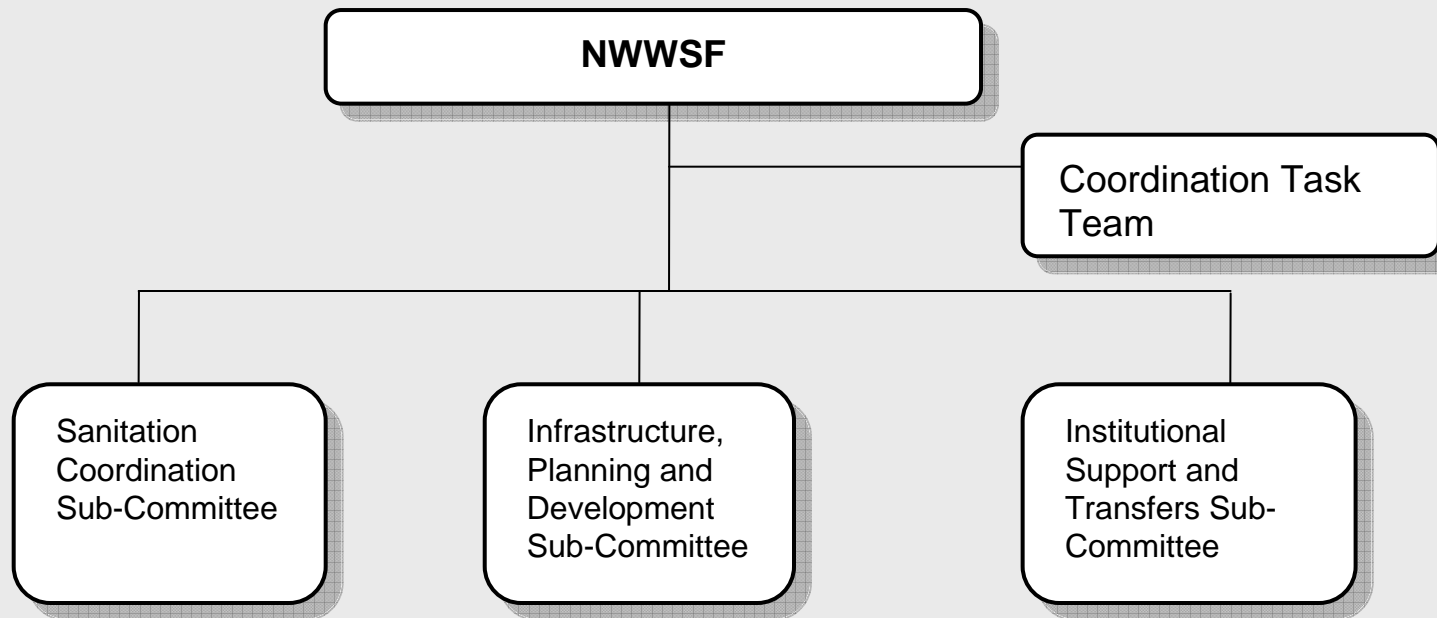 NWWSF
Coordination Task
Team
Sanitation
Coordination
Sub-Committee
Infrastructure,
Planning and
Development
Sub-Committee
Institutional
Support and
Transfers Sub-
Committee